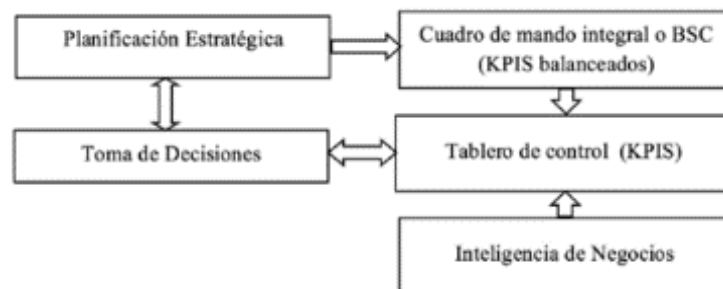 Planificación Estratégica
Cuadro de mando integral o BSC
(KPIS balanceados)
Toma de Decisiones
Tablero de control (KPIS)
Inteligencia de Negocios